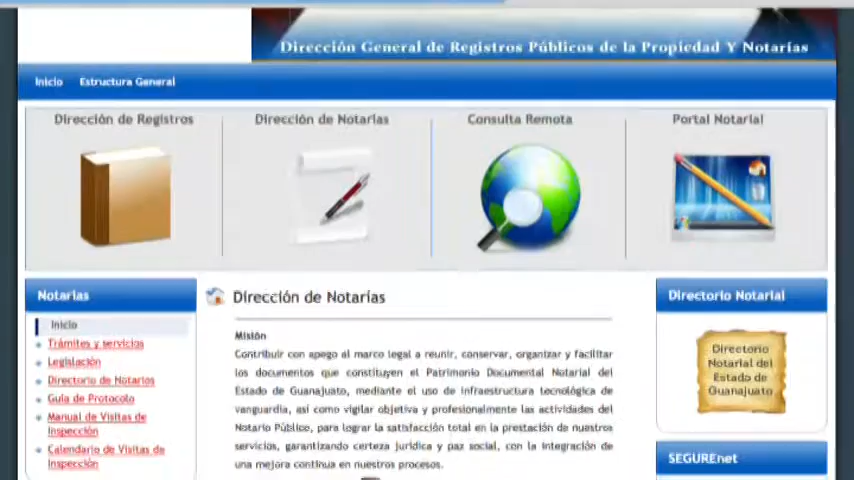 Dirección General de Registros Públicos de la Propiedad Y Notarías
Inicio Estructura General
Dirección de Registros
Dirección de Notarías
Consulta Remota
Portal Notarial
Notarías
Inicio
Trámites y servicios
Legislación
Directorio de Notarios
Guía de Protocolo
Manual de Visitas de
Inspección
Calendario de Visitas de
Inspección
Dirección de Notarías
Misión
Contribuir con apego al marco legal a reunir, conservar, organizar y facilitar
los documentos que constituyen el Patrimonio Documental Notarial del
Estado de Guanajuato, mediante el uso de infraestructura tecnológica de
vanguardia, así como vigilar objetiva y profesionalmente las actividades del
Notario Público, para lograr la satisfacción total en la prestación de nuestros
servicios, garantizando certeza jurídica y paz social, con la integración de
una mejora continua en nuestros procesos.
Directorio Notarial
Directorio
Notarial del
Estado de
Guanajuato
SEGUREnet